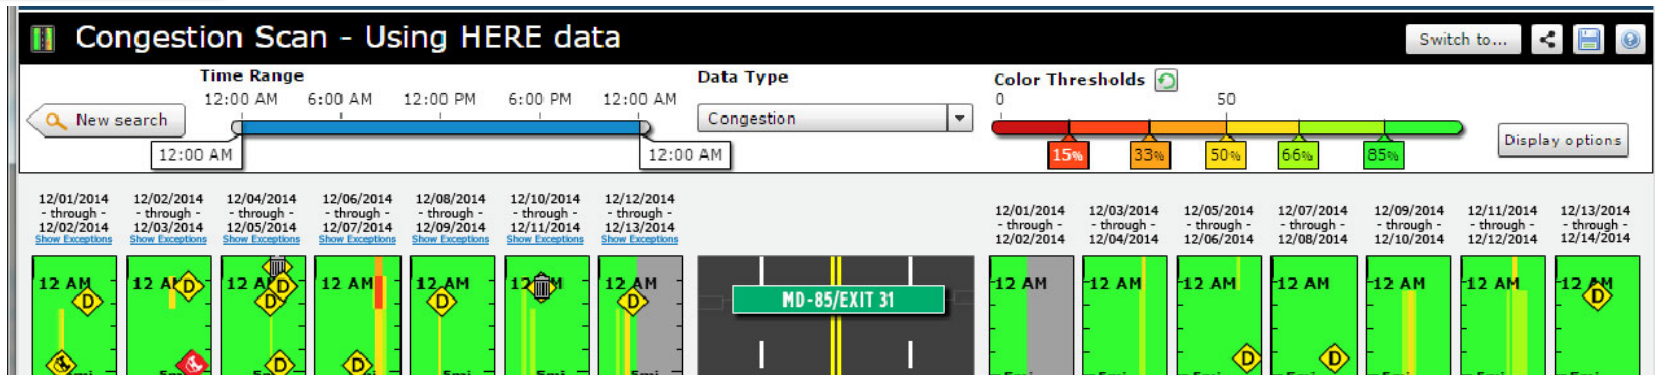 Congestion Scan - Using HERE data
Switch to...
Time Range
Data Type
Color Thresholds
12:00 AM 6:00 AM 12:00 PM 6:00 PM 12:00 AM
0 50
New search
Congestion
Display options
12:00 AM 12:00 AM
15% 33% 50% 66% 85%
12/01/2014 12/02/2014 12/04/2014 12/06/2014 12/08/2014 12/10/2014 12/12/2014
- through - - through - - through - - through - - through - - through - - through -
12/02/2014 12/03/2014 12/05/2014 12/07/2014 12/09/2014 12/11/2014 12/13/2014
Show Exceptions Show Exceptions Show Exceptions Show Exceptions Show Exceptions Show Exceptions Show Exceptions
12/01/2014 12/03/2014 12/05/2014 12/07/2014 12/09/2014 12/11/2014 12/13/2014
- through - - through - - through - - through - - through - - through - - through -
12/02/2014 12/04/2014 12/06/2014 12/08/2014 12/10/2014 12/12/2014 12/14/2014
12 AM 12 AM 12 AM 12 AM 12 AM 12 AM 12 AM
MD-85/EXIT 31
12 AM 12 AM 12 AM 12 AM 12 AM 12 AM 12 AM
D D D D D D D D D D D